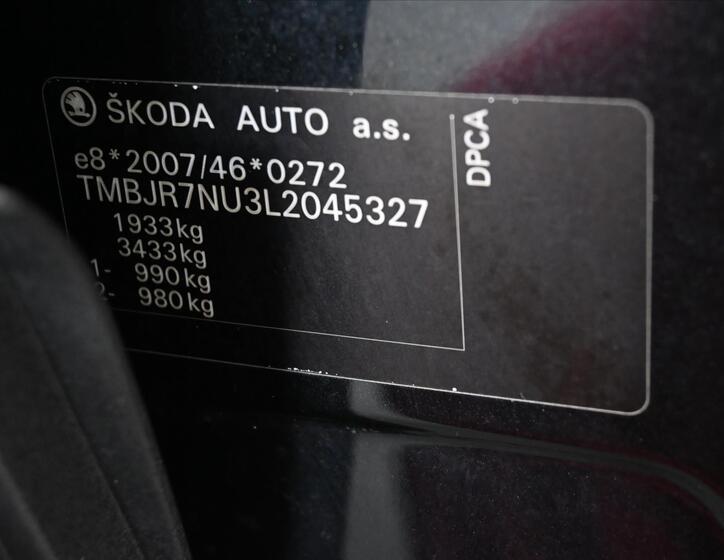 ŠKODA AUTO a.s.
e8*2007/46*0272
TMBJR7NU3L2045327
1933kg
3433kg
1- 990kg
2- 980kg
DPCA